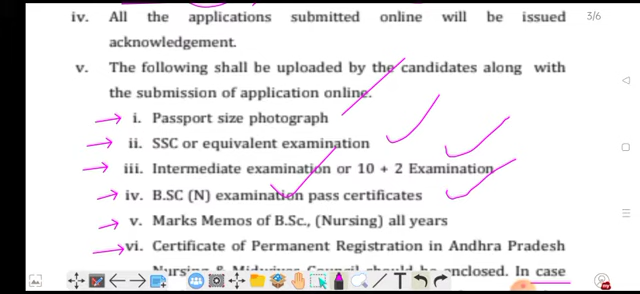 iv. All the applications submitted online will be issued
acknowledgement.
3/6
v. The following shall be uploaded by the candidates along with
the submission of application online.
i. Passport size photograph
ii. SSC or equivalent examination
iii. Intermediate examination or 10 + 2 Examination
iv. B.SC (N) examination pass certificates
v. Marks Memos of B.Sc., (Nursing) all years
vi. Certificate of Permanent Registration in Andhra Pradesh
Nursing & Midwives Council should be enclosed. In case